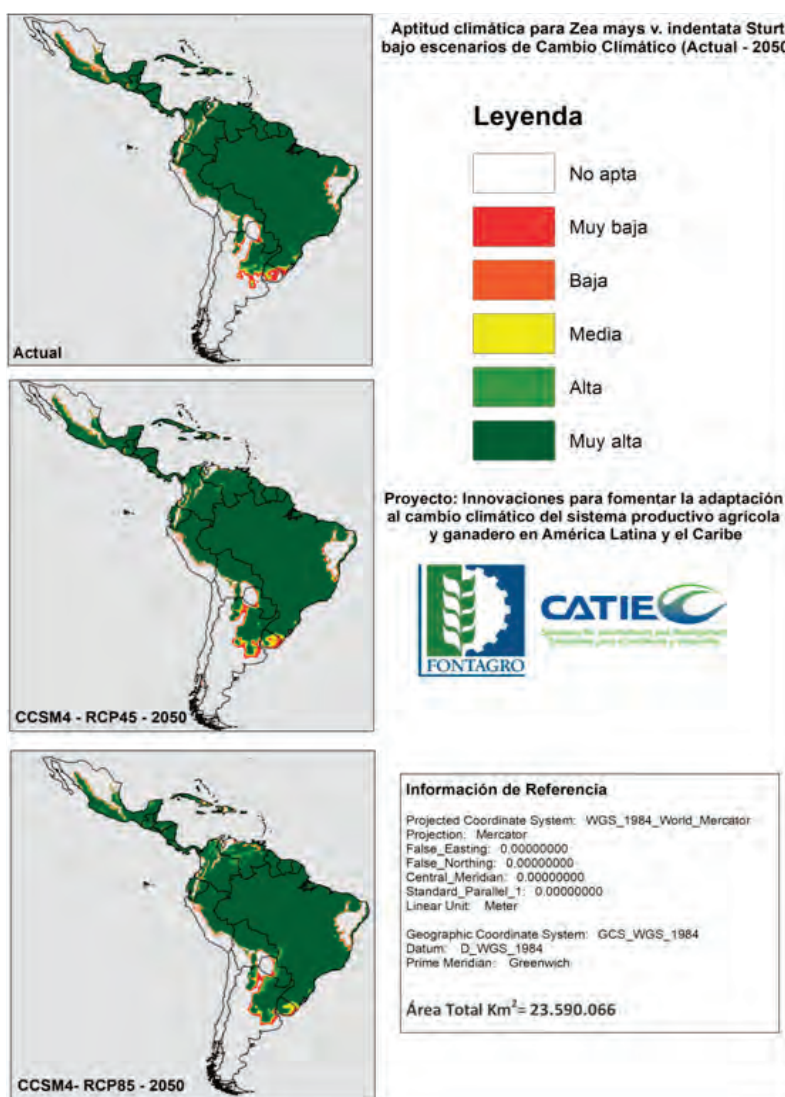 Aptitud climática para Zea mays v. indentata Sturt
bajo escenarios de Cambio Climático (Actual - 2050
Leyenda
No apta
Muy baja
Baja
Media
Alta
Muy alta
Actual
Proyecto: Innovaciones para fomentar la adaptación
al cambio climático del sistema productivo agrícola
y ganadero en América Latina y el Caribe
FONTAGRO
CATIE
CCSM4 - RCP45 - 2050
Información de Referencia
Projected Coordinate System: WGS_1984_World_Mercator
Projection: Mercator
False_Easting: 0.00000000
False_Northing: 0.00000000
Central_Meridian: 0.00000000
Standard_Parallel_1: 0.00000000
Linear Unit: Meter
Geographic Coordinate System: GCS_WGS_1984
Datum: D_WGS_1984
Prime Meridian: Greenwich
Área Total Km²= 23.590.066
CCSM4- RCP85 - 2050